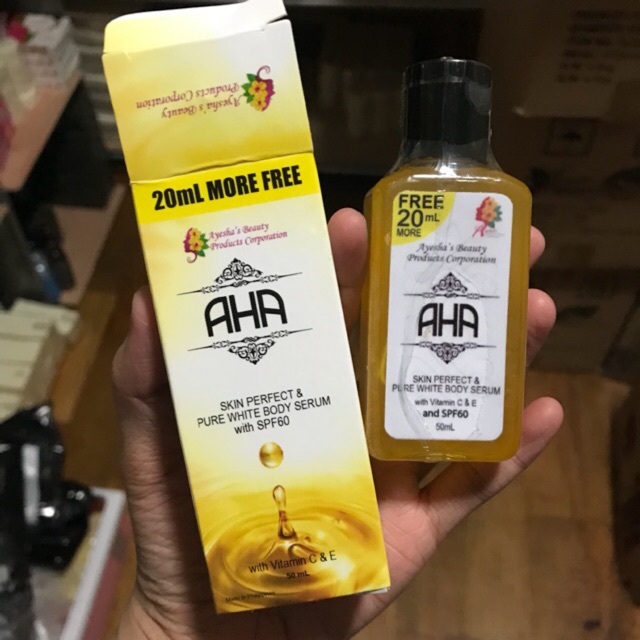 Ayesha's Beauty
Products Corporation
20mL MORE FREE
Ayesha's Beauty
Products Corporation
AHA
SKIN PERFECT &
PURE WHITE BODY SERUM
with SPF60
with Vitamin C & E
50 mL
FREE
20mL
MORE
Ayesha's Beauty
Products Corporation
AHA
SKIN PERFECT &
PURE WHITE BODY SERUM
with Vitamin C & E
and SPF60
50mL